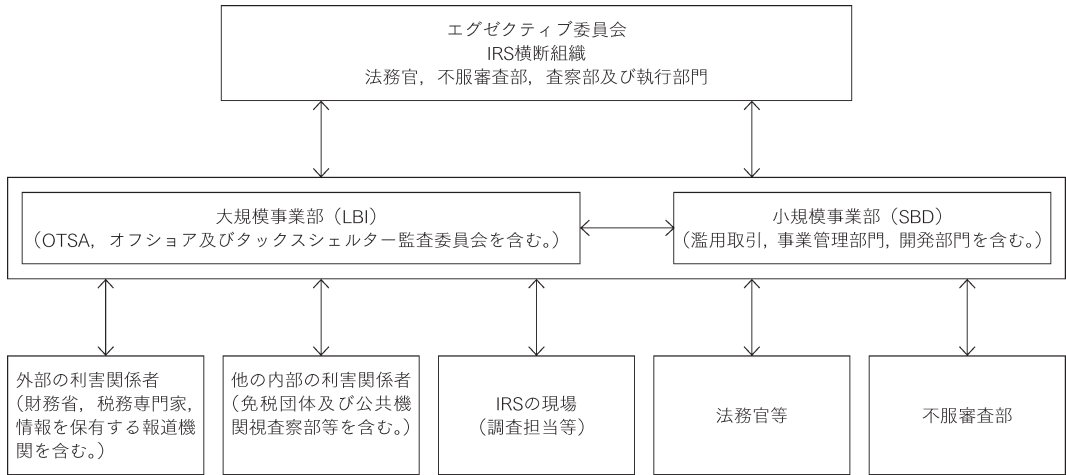 エグゼクティブ委員会
IRS横断組織
法務官，不服審査部，査察部及び執行部門
大規模事業部（LBI）
（OTSA，オフショア及びタックスシェルター監査委員会を含む。）
小規模事業部（SBD）
（濫用取引，事業管理部門，開発部門を含む。）
外部の利害関係者
（財務省，税務専門家，
情報を保有する報道機
関を含む。）
他の内部の利害関係者
（免税団体及び公共機
関視査察部等を含む。）
IRSの現場
（調査担当等）
法務官等
不服審査部